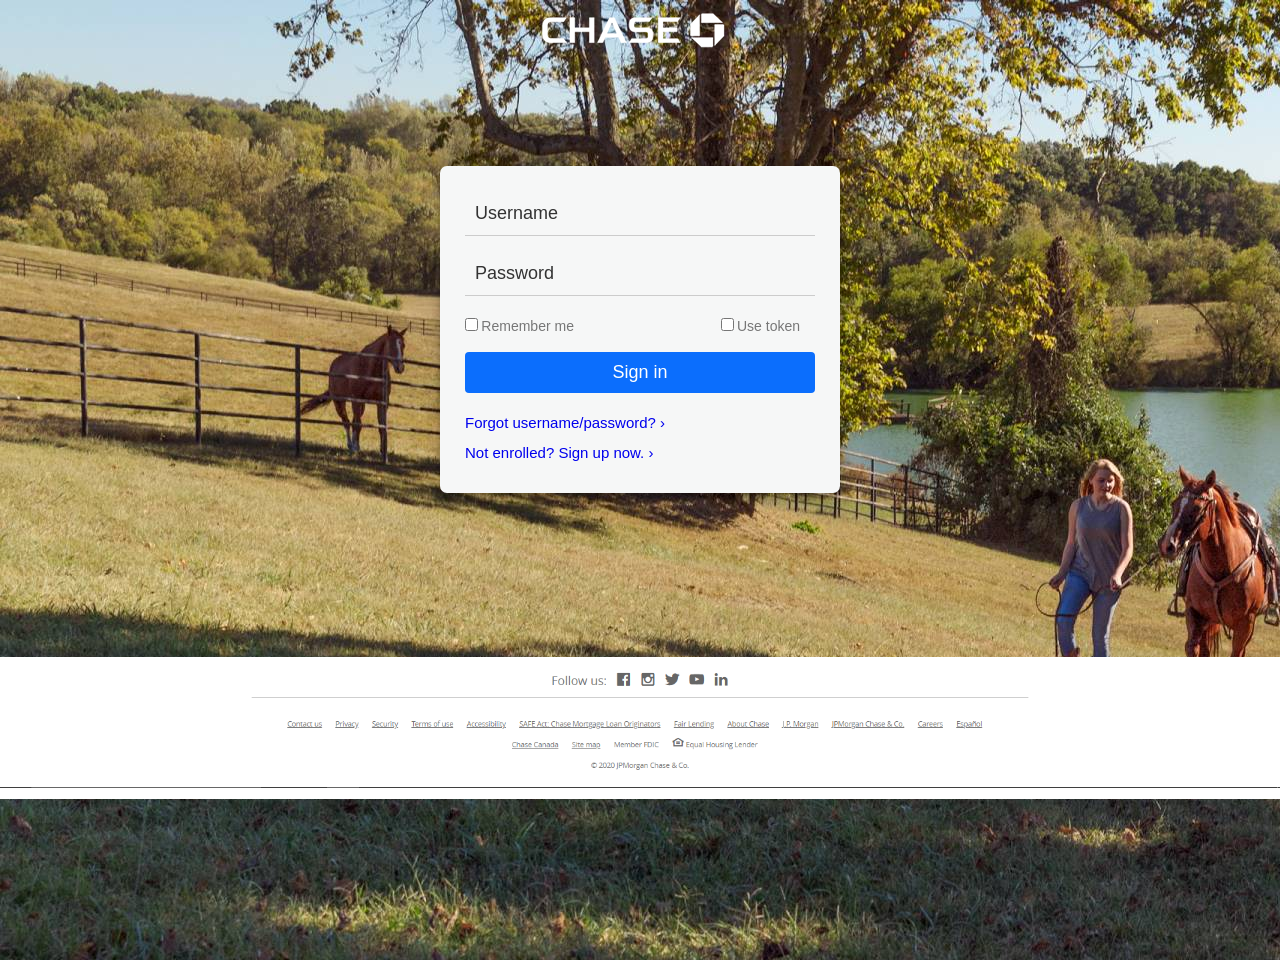 CHASE
Username
Password
Remember me Use token
Sign in
Forgot username/password? ›
Not enrolled? Sign up now. ›
Follow us:
Contact us Privacy Security Terms of use Accessibility SAFE Act: Chase Mortgage Loan Originators Fair Lending About Chase J.P. Morgan JPMorgan Chase & Co. Careers Español
Chase Canada Site map Member FDIC Equal Housing Lender
© 2020 JPMorgan Chase & Co.